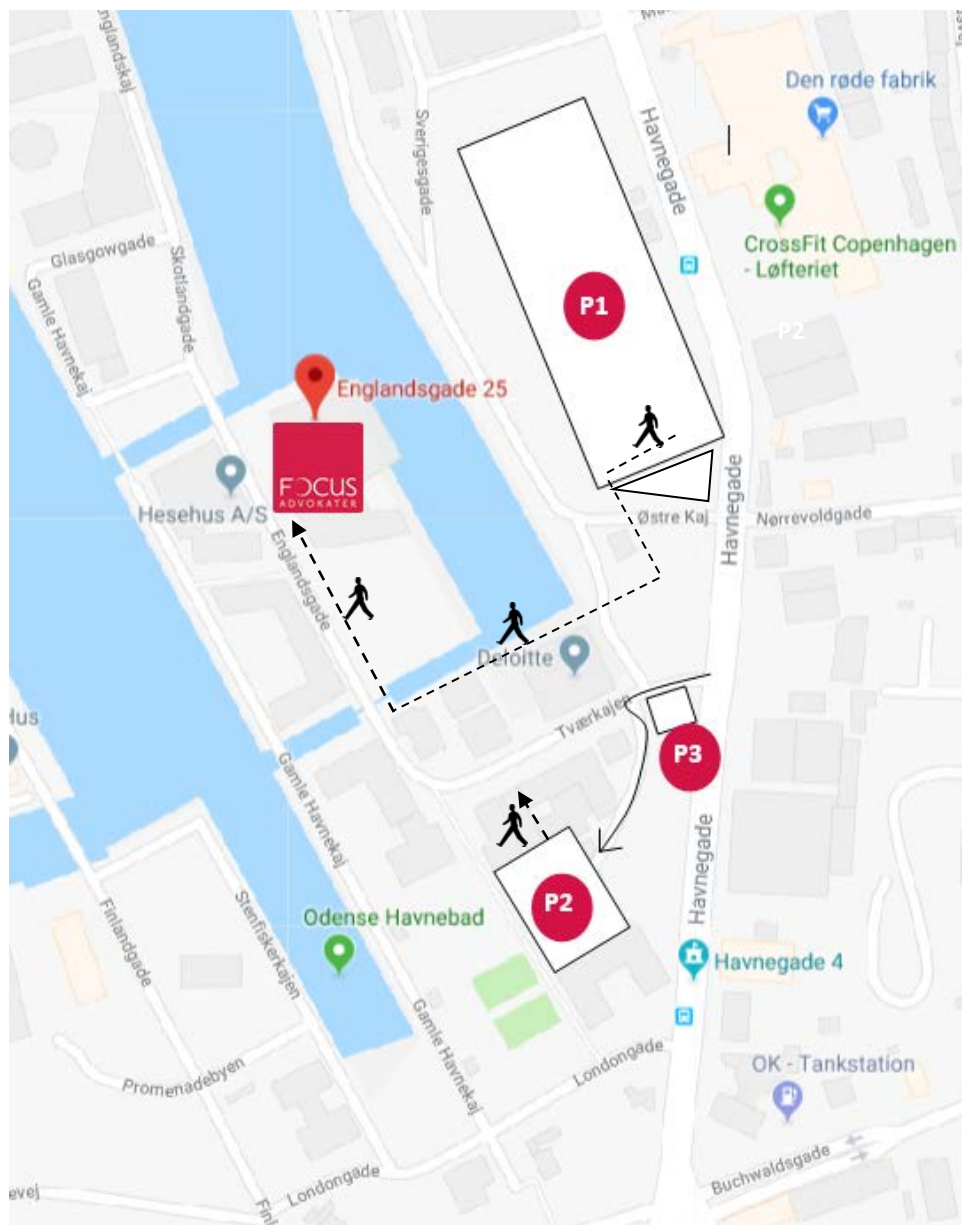 Englandskaj
Den røde fabrik
Havnegade
Sverigesgade
CrossFit Copenhagen
- Løfteriet
Glasgowgade
Skotlandgade
Gamle Havnekaj
P1
P2
Englandsgade 25
FOCUS
ADVOKATER
Hesehus A/S
Englandsgade
Havnegade
Østre Kaj
Nørrevoldgade
Deloitte
Tværkajen
P3
Gamle Havnekaj
Havnegade
P2
Odense Havnebad
Finlandgade
Stenfiskerkajen
Havnegade 4
Gamle Havnekaj
Londongade
OK - Tankstation
Promenadebyen
Londongade
Buchwaldsgade